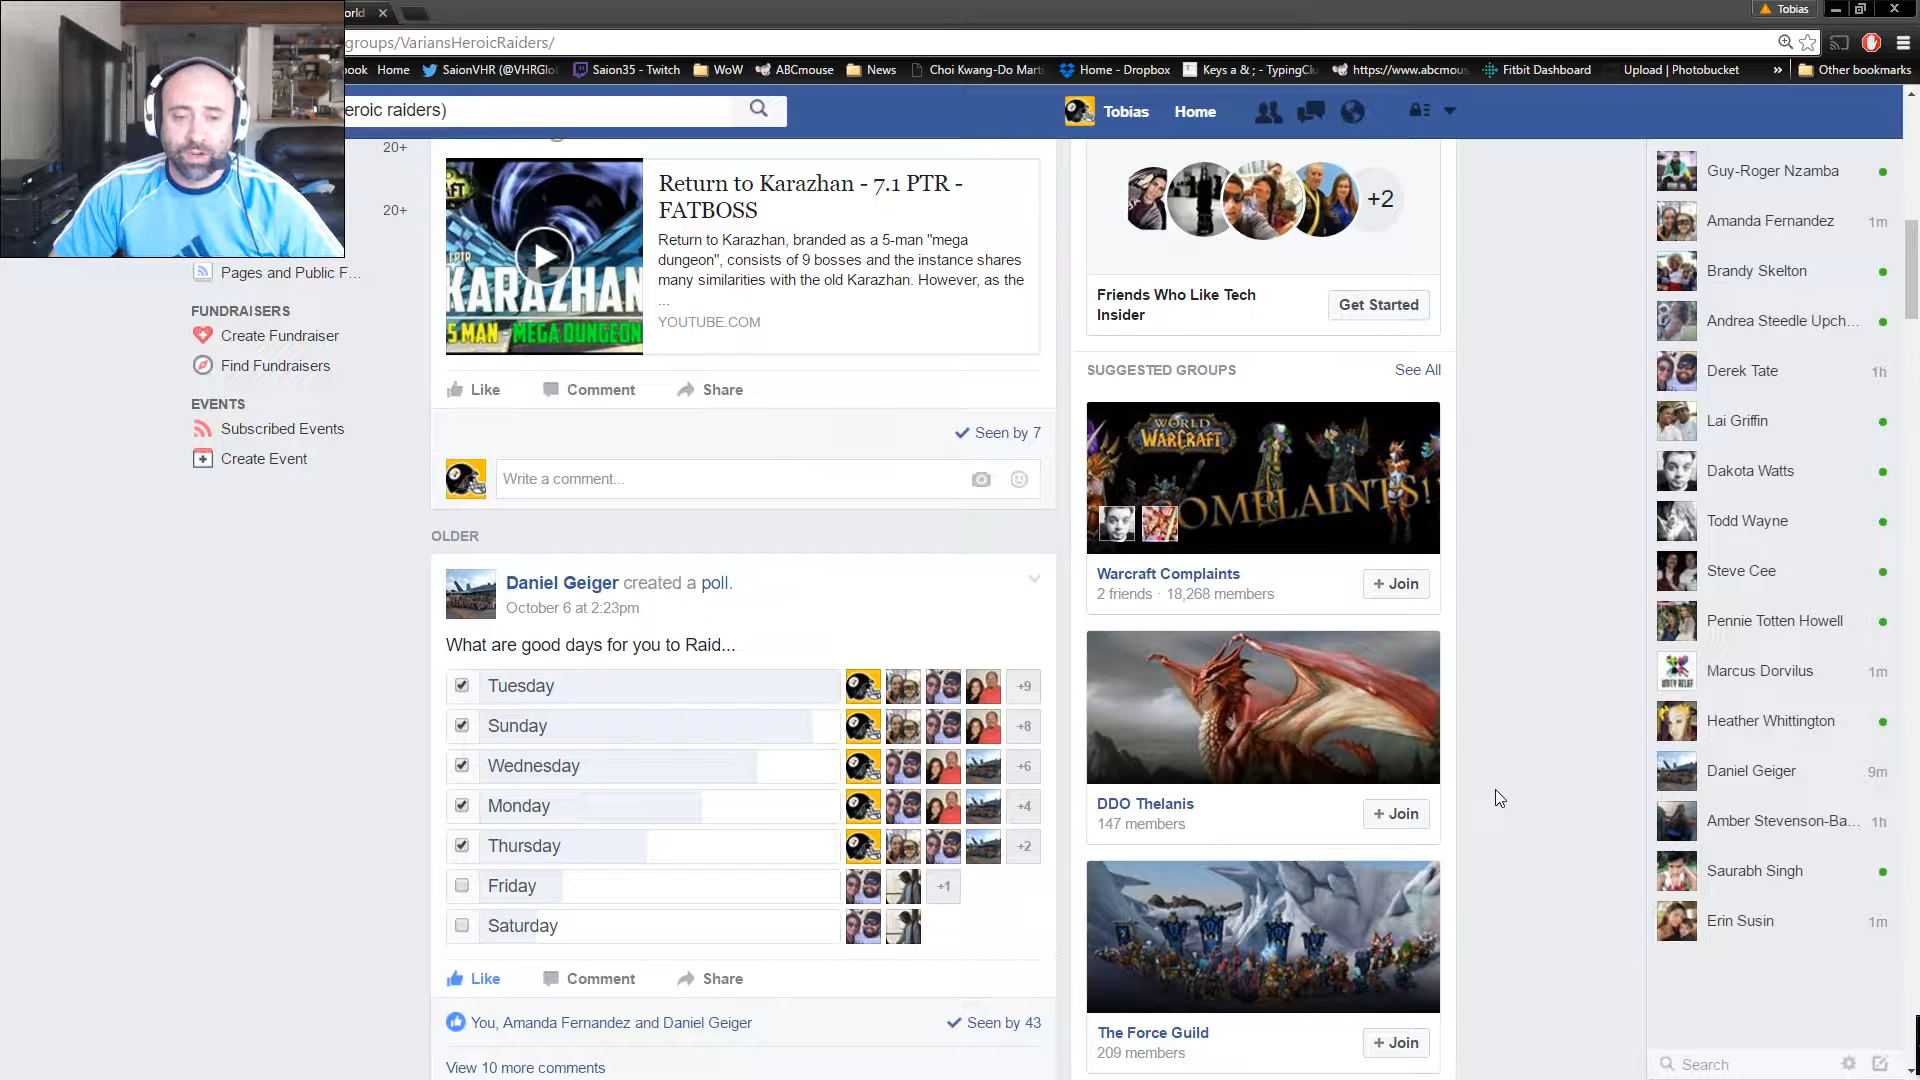 orld
Tobias
groups/VariansHeroicRaiders/
book Home SaionVHR (@VHRGlo Saion35 - Twitch WoW ABCmouse News Choi Kwang-Do Marti Home - Dropbox Keys a & ; - TypingClu https://www.abcmous Fitbit Dashboard Upload | Photobucket » Other bookmarks
eroic raiders)
Tobias Home
20+
20+
Pages and Public F...
FUNDRAISERS
Create Fundraiser
Find Fundraisers
EVENTS
Subscribed Events
Create Event
KARAZHAN
5 MAN - MEGA DUNGEON
Return to Karazhan - 7.1 PTR -
FATBOSS
Return to Karazhan, branded as a 5-man "mega
dungeon", consists of 9 bosses and the instance shares
many similarities with the old Karazhan. However, as the
...
YOUTUBE.COM
Like Comment Share
Seen by 7
Write a comment...
OLDER
Daniel Geiger created a poll.
October 6 at 2:23pm
What are good days for you to Raid...
Tuesday +9
Sunday +8
Wednesday +6
Monday +4
Thursday +2
Friday +1
Saturday
Like Comment Share
You, Amanda Fernandez and Daniel Geiger
Seen by 43
View 10 more comments
+2
Friends Who Like Tech
Insider
Get Started
SUGGESTED GROUPS See All
WORLD
WARCRAFT
OMPLAINTS!!
Warcraft Complaints
2 friends · 18,268 members
+ Join
DDO Thelanis
147 members
+ Join
The Force Guild
209 members
+ Join
Guy-Roger Nzamba
Amanda Fernandez 1m
Brandy Skelton
Andrea Steedle Upch...
Derek Tate 1h
Lai Griffin
Dakota Watts
Todd Wayne
Steve Cee
Pennie Totten Howell
Marcus Dorvilus 1m
Heather Whittington
Daniel Geiger 9m
Amber Stevenson-Ba... 1h
Saurabh Singh
Erin Susin 1m
Search